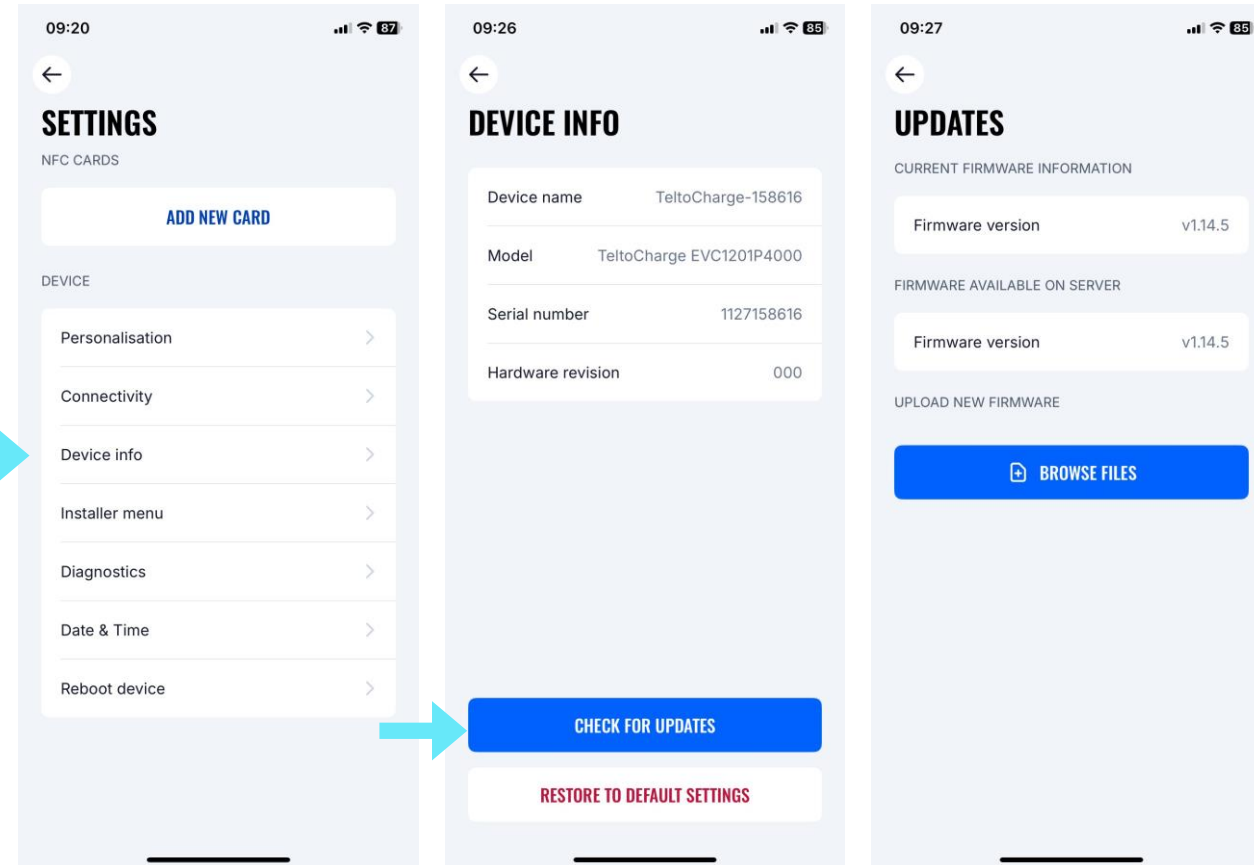 09:20
87
SETTINGS
NFC CARDS
ADD NEW CARD
DEVICE
Personalisation
Connectivity
Device info
Installer menu
Diagnostics
Date & Time
Reboot device
09:26
85
DEVICE INFO
Device name TeltoCharge-158616
Model TeltoCharge EVC1201P4000
Serial number 1127158616
Hardware revision 000
CHECK FOR UPDATES
RESTORE TO DEFAULT SETTINGS
09:27
85
UPDATES
CURRENT FIRMWARE INFORMATION
Firmware version v1.14.5
FIRMWARE AVAILABLE ON SERVER
Firmware version v1.14.5
UPLOAD NEW FIRMWARE
BROWSE FILES